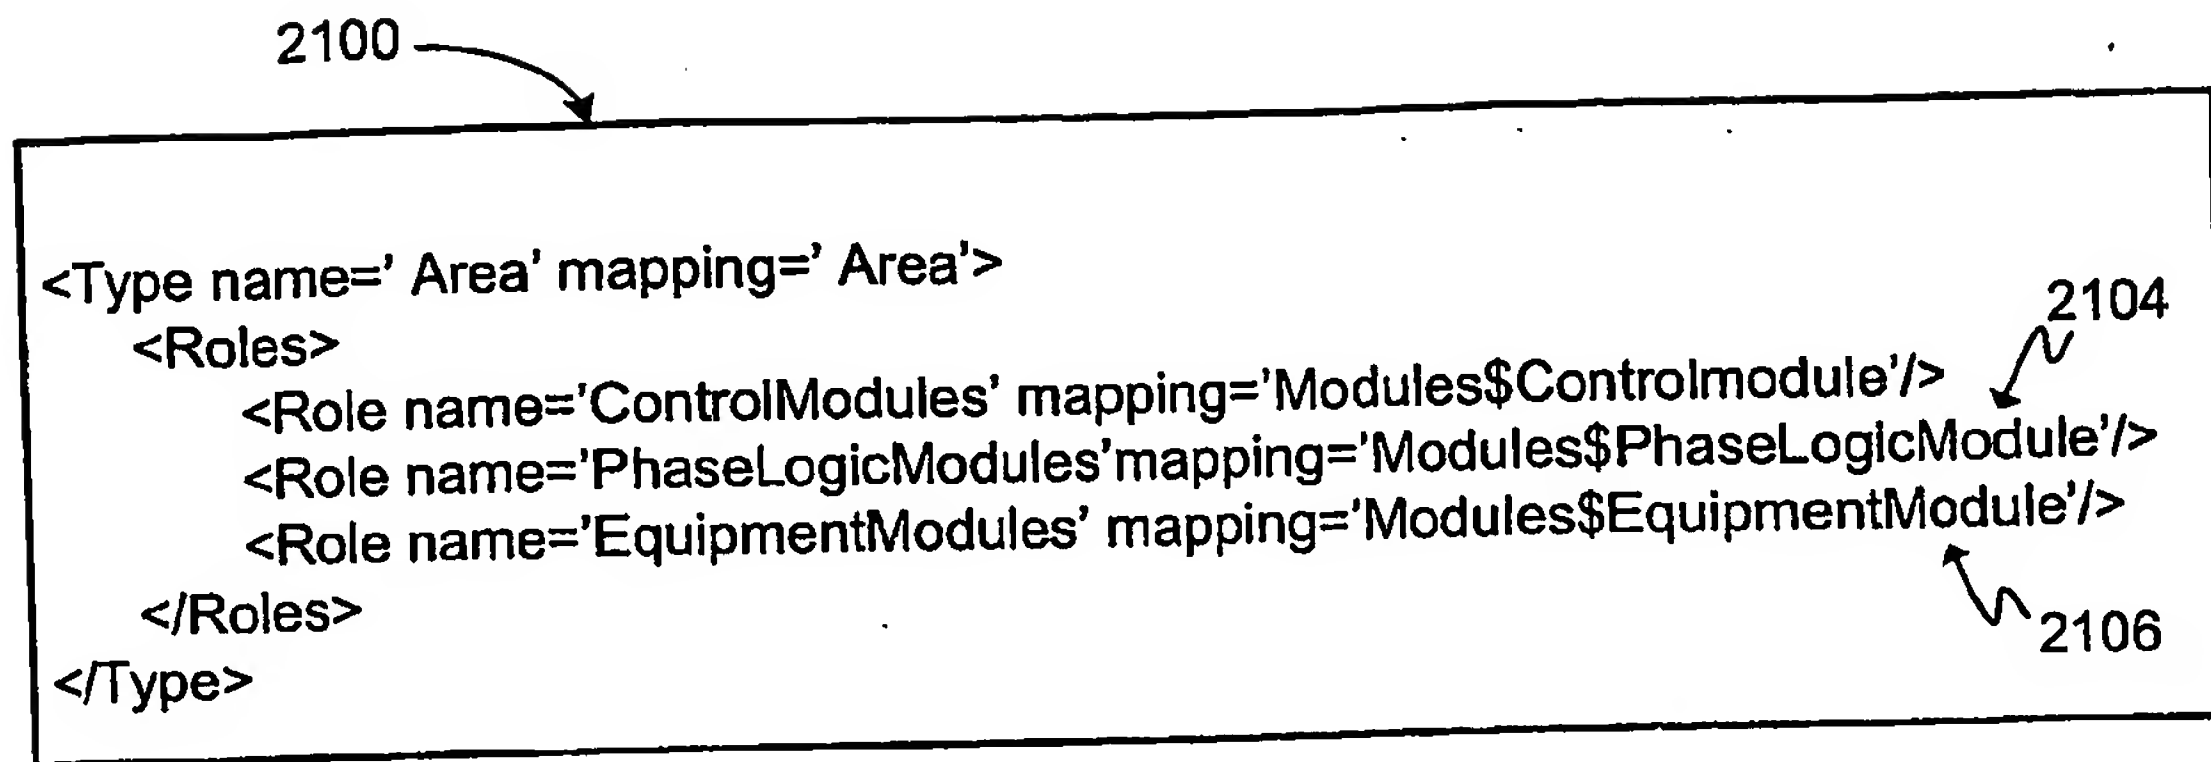 2100
<Type name=’ Area’ mapping=’ Area’>
<Roles>
2104
<Role name=’ControlModules’ mapping=’Modules$Controlmodule’/>
<Role name=’PhaseLogicModules’mapping=’Modules$PhaseLogicModule’/>
<Role name=’EquipmentModules’ mapping=’Modules$EquipmentModule’/>
</Roles>
2106
</Type>